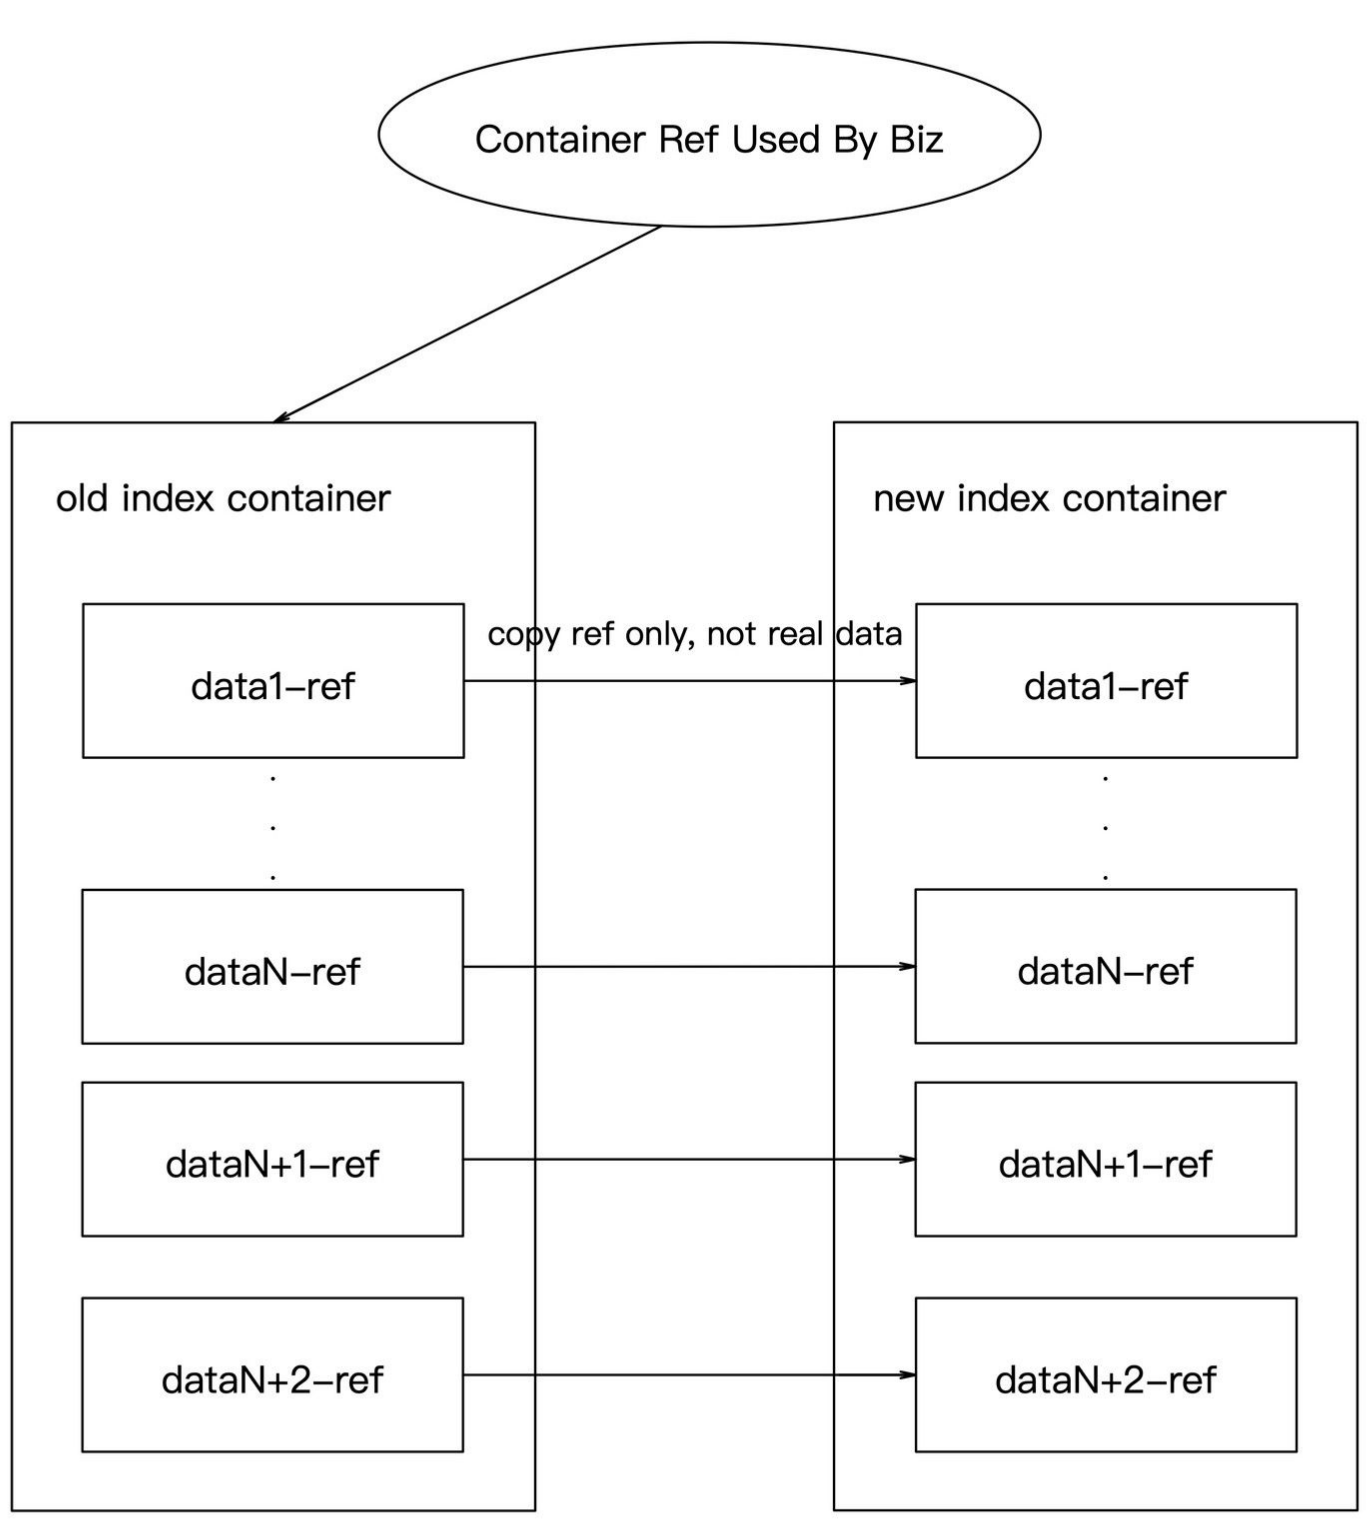 Container Ref Used By Biz
old index container
new index container
copy ref only, not real data
data1–ref
data1–ref
dataN–ref
dataN–ref
dataN+1–ref
dataN+1–ref
dataN+2–ref
dataN+2–ref